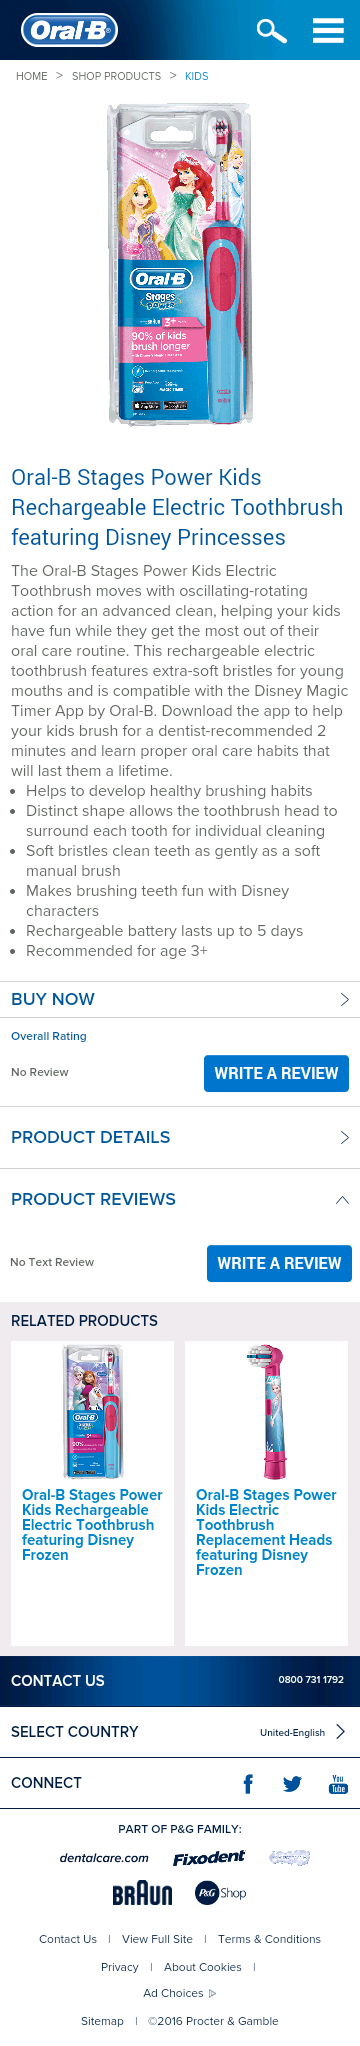 Oral-B
HOME > SHOP PRODUCTS > KIDS
Oral-B
Stages
POWER
3+
90% of kids
brush longer
Oral-B Stages Power Kids
Rechargeable Electric Toothbrush
featuring Disney Princesses
The Oral-B Stages Power Kids Electric
Toothbrush moves with oscillating-rotating
action for an advanced clean, helping your kids
have fun while they get the most out of their
oral care routine. This rechargeable electric
toothbrush features extra-soft bristles for young
mouths and is compatible with the Disney Magic
Timer App by Oral-B. Download the app to help
your kids brush for a dentist-recommended 2
minutes and learn proper oral care habits that
will last them a lifetime.
• Helps to develop healthy brushing habits
• Distinct shape allows the toothbrush head to
surround each tooth for individual cleaning
• Soft bristles clean teeth as gently as a soft
manual brush
• Makes brushing teeth fun with Disney
characters
• Rechargeable battery lasts up to 5 days
• Recommended for age 3+
BUY NOW
Overall Rating
No Review
WRITE A REVIEW
PRODUCT DETAILS
PRODUCT REVIEWS
No Text Review
WRITE A REVIEW
RELATED PRODUCTS
Oral-B
Oral-B Stages Power
Kids Rechargeable
Electric Toothbrush
featuring Disney
Frozen
Oral-B Stages Power
Kids Electric
Toothbrush
Replacement Heads
featuring Disney
Frozen
CONTACT US 0800 731 1792
SELECT COUNTRY United-English
CONNECT You Tube
PART OF P&G FAMILY:
dentalcare.com Fixodent
BRAUN P&G Shop
Contact Us | View Full Site | Terms & Conditions
Privacy | About Cookies |
Ad Choices
Sitemap | ©2016 Procter & Gamble